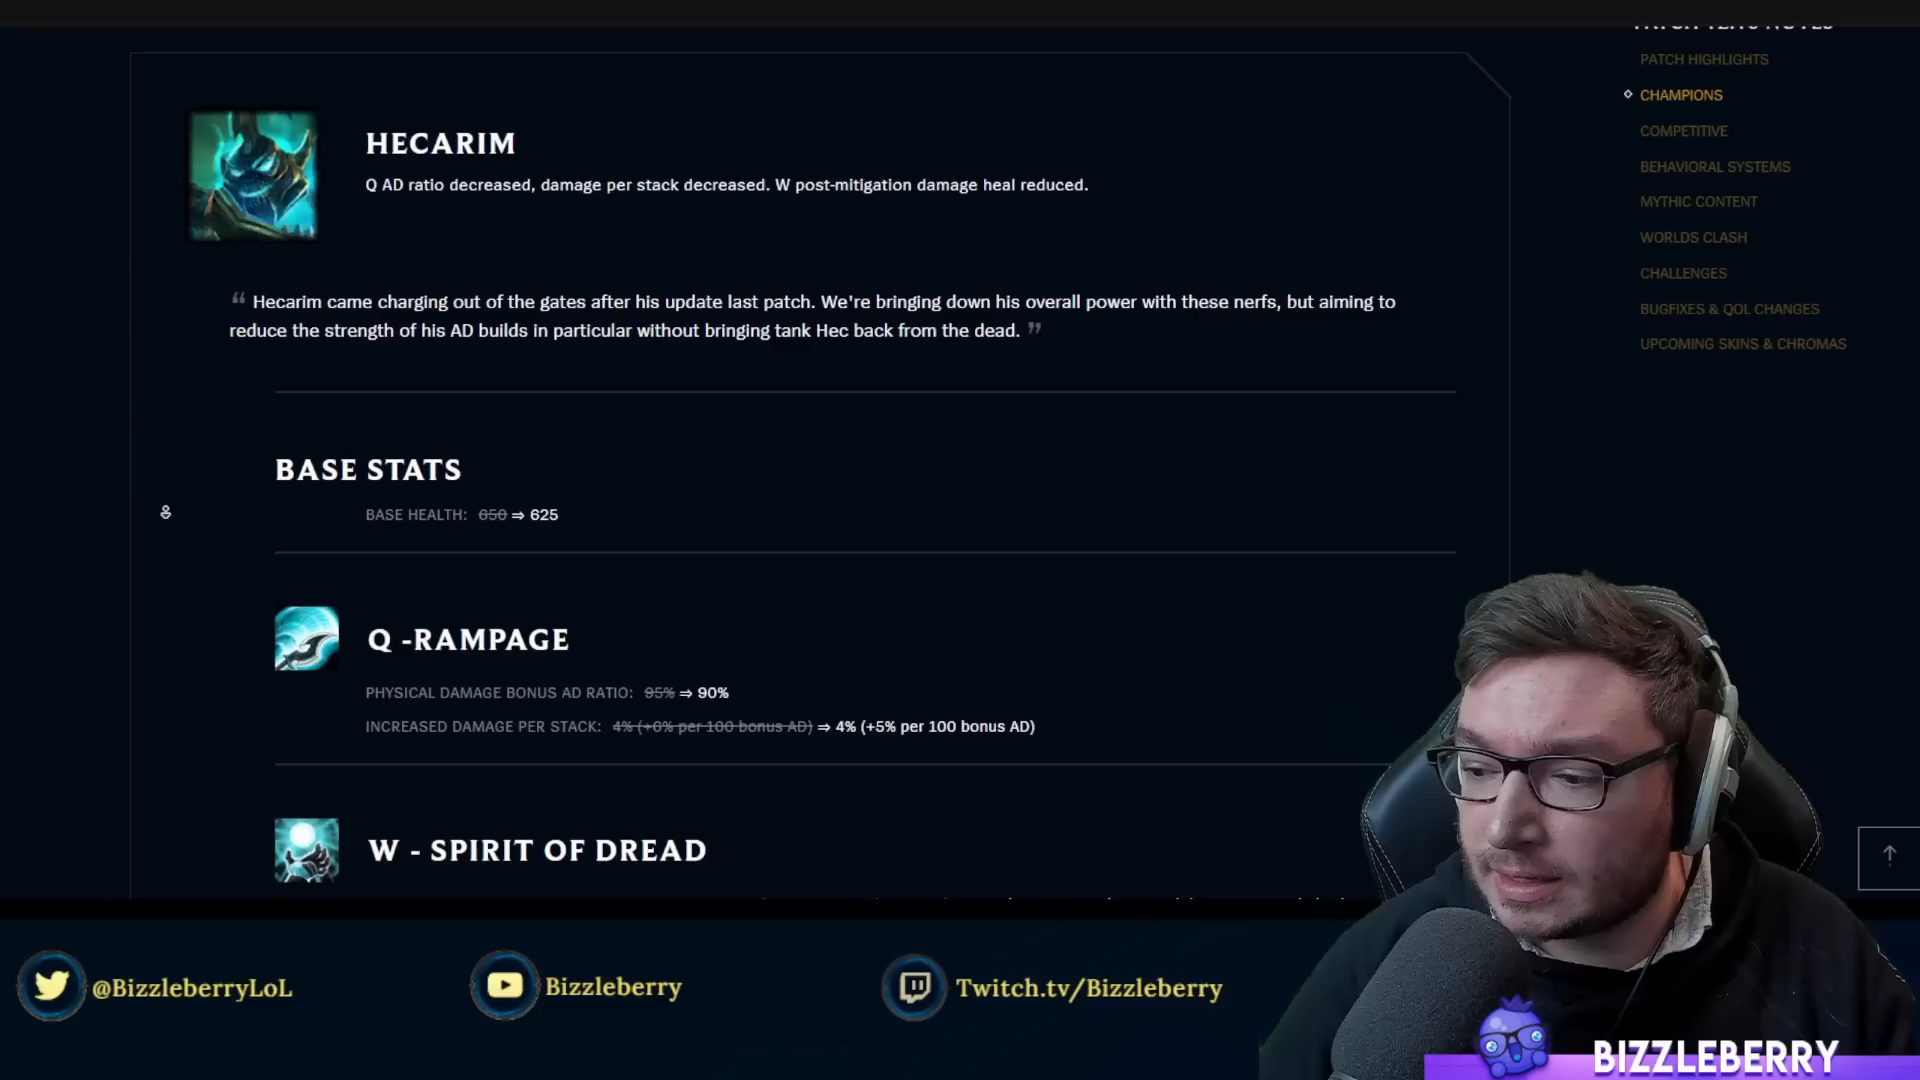 PATCH HIGHLIGHTS
CHAMPIONS
COMPETITIVE
BEHAVIORAL SYSTEMS
MYTHIC CONTENT
WORLDS CLASH
CHALLENGES
BUGFIXES & QOL CHANGES
UPCOMING SKINS & CHROMAS
HECARIM
Q AD ratio decreased, damage per stack decreased. W post-mitigation damage heal reduced.
“ Hecarim came charging out of the gates after his update last patch. We're bringing down his overall power with these nerfs, but aiming to
reduce the strength of his AD builds in particular without bringing tank Hec back from the dead. ”
BASE STATS
BASE HEALTH: 650 ⇒ 625
Q -RAMPAGE
PHYSICAL DAMAGE BONUS AD RATIO: 95% ⇒ 90%
INCREASED DAMAGE PER STACK: 4% (+6% per 100 bonus AD) ⇒ 4% (+5% per 100 bonus AD)
W - SPIRIT OF DREAD
@BizzleberryLoL
Bizzleberry
Twitch.tv/Bizzleberry
BIZZLEBERRY